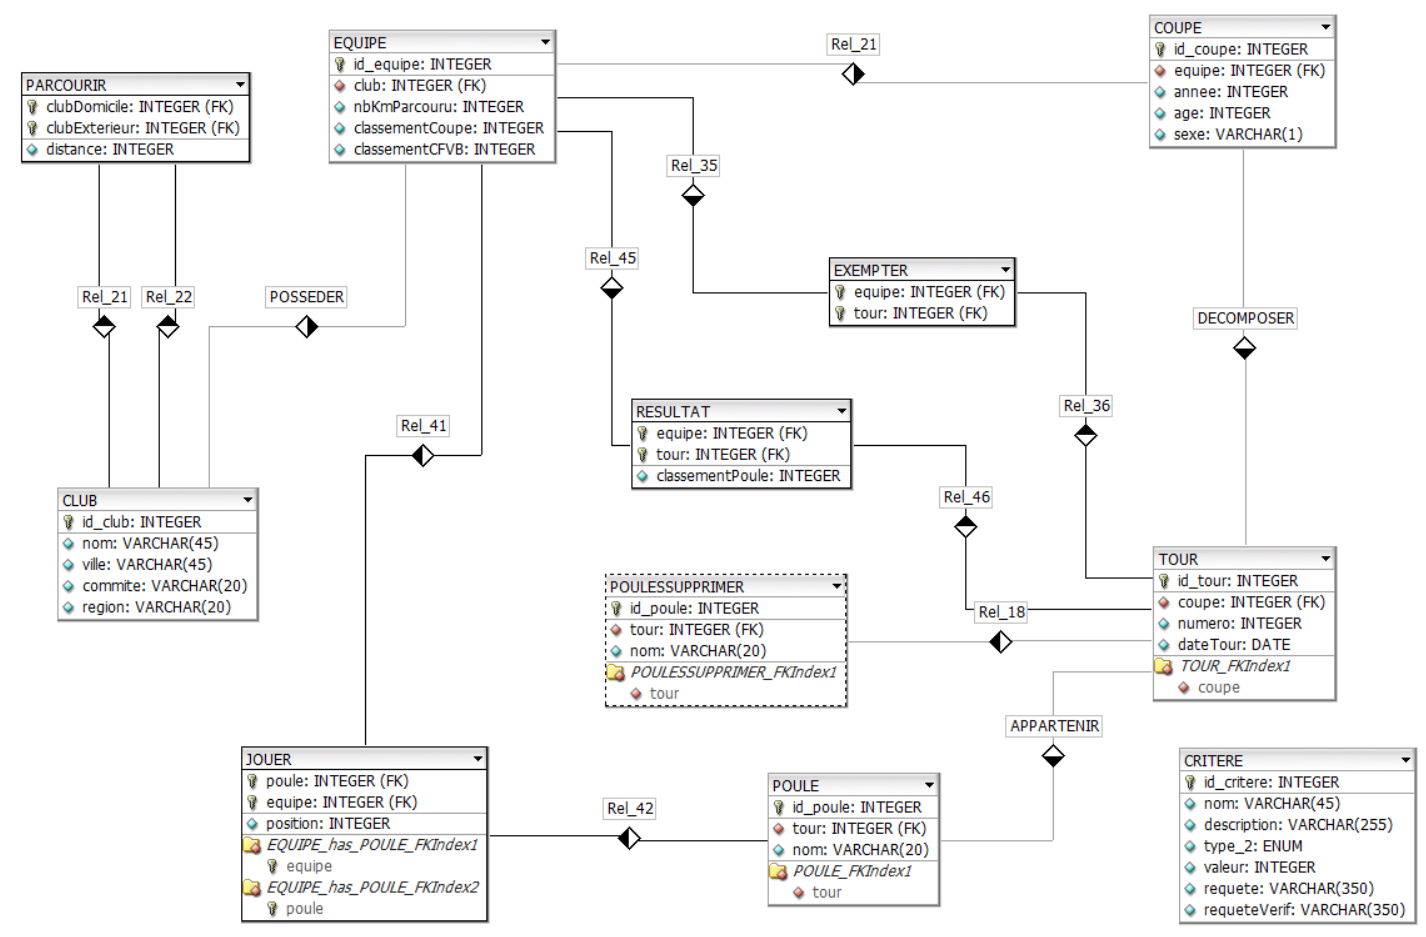 PARCOURIR
clubDomicile: INTEGER (FK)
clubExterieur: INTEGER (FK)
distance: INTEGER
EQUIPE
id_equipe: INTEGER
club: INTEGER (FK)
nbKmParcouru: INTEGER
classementCoupe: INTEGER
classementCFVB: INTEGER
Rel_21
COUPE
id_coupe: INTEGER
equipe: INTEGER (FK)
annee: INTEGER
age: INTEGER
sexe: VARCHAR(1)
Rel_35
Rel_45
Rel_21
Rel_22
POSSEDER
EXEMPTER
equipe: INTEGER (FK)
tour: INTEGER (FK)
DECOMPOSER
Rel_41
RESULTAT
equipe: INTEGER (FK)
tour: INTEGER (FK)
classementPoule: INTEGER
Rel_36
Rel_46
CLUB
id_club: INTEGER
nom: VARCHAR(45)
ville: VARCHAR(45)
commite: VARCHAR(20)
region: VARCHAR(20)
POULESSUPPRIMER
id_poule: INTEGER
tour: INTEGER (FK)
nom: VARCHAR(20)
POULESSUPPRIMER_FKIndex1
tour
Rel_18
TOUR
id_tour: INTEGER
coupe: INTEGER (FK)
numero: INTEGER
dateTour: DATE
TOUR_FKIndex1
coupe
APPARTENIR
JOUER
poule: INTEGER (FK)
equipe: INTEGER (FK)
position: INTEGER
EQUIPE_has_POULE_FKIndex1
equipe
EQUIPE_has_POULE_FKIndex2
poule
Rel_42
POULE
id_poule: INTEGER
tour: INTEGER (FK)
nom: VARCHAR(20)
POULE_FKIndex1
tour
CRITERE
id_critere: INTEGER
nom: VARCHAR(45)
description: VARCHAR(255)
type_2: ENUM
valeur: INTEGER
requete: VARCHAR(350)
requeteVerif: VARCHAR(350)